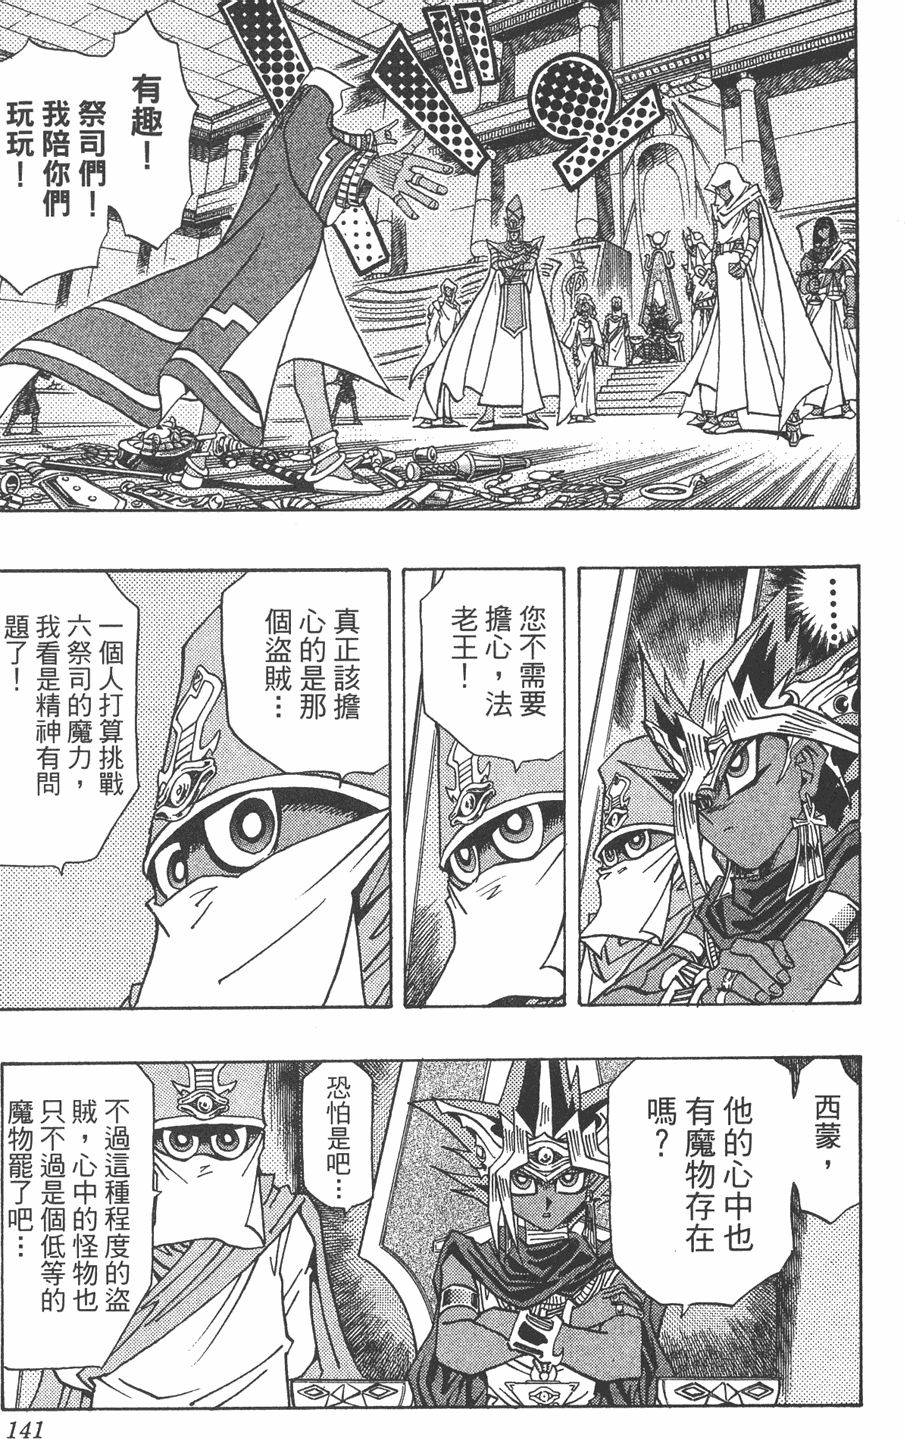 有趣！
祭司們！
我陪你們
玩玩！
……
您不需要
擔心，法
老王！
真正該擔
心的是那
個盜賊…
一個人打算挑戰
六祭司的魔力，
我看是精神有問
題了！
西蒙，
他的心中也
有魔物存在
嗎？
恐怕是吧…
不過這種程度的盜
賊，心中的怪物也
只不過是個低等的
魔物罷了吧…
141